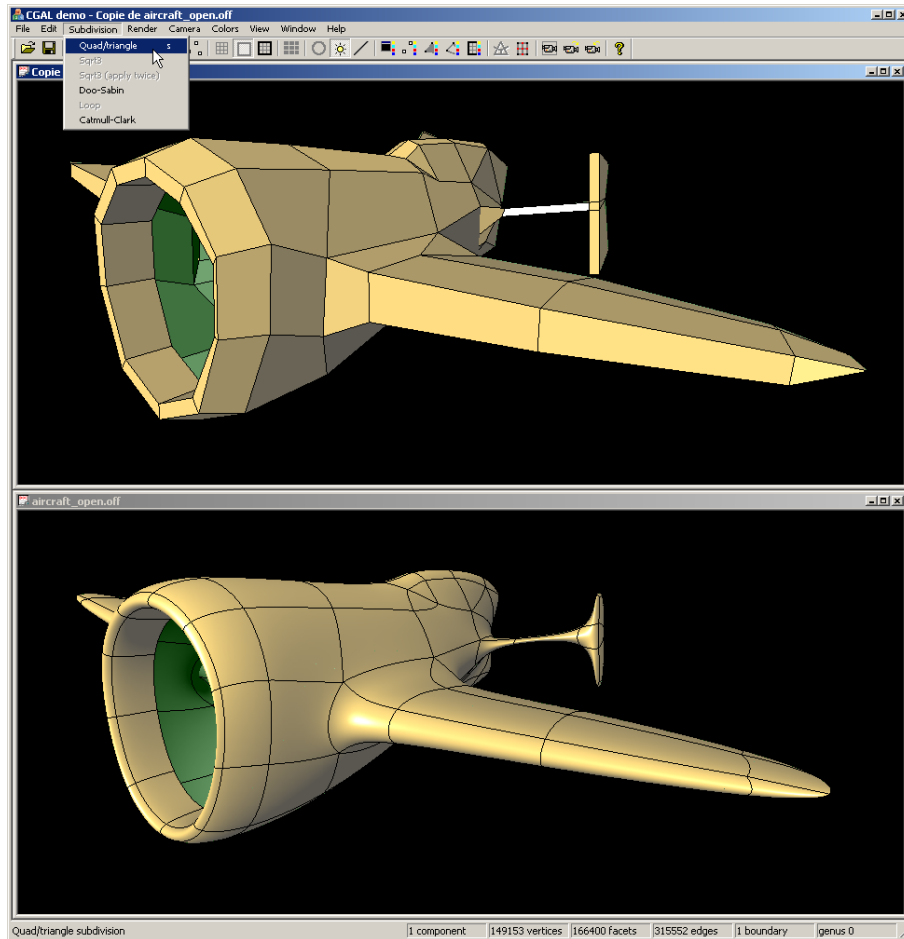 CGAL demo - Copie de aircraft_open.off
File Edit Subdivision Render Camera Colors View Window Help
Quad/triangle s
Sqrt3
Sqrt3 (apply twice)
Doo-Sabin
Loop
Catmull-Clark
Copie
aircraft_open.off
Quad/triangle subdivision 1 component 149153 vertices 166400 facets 315552 edges 1 boundary genus 0